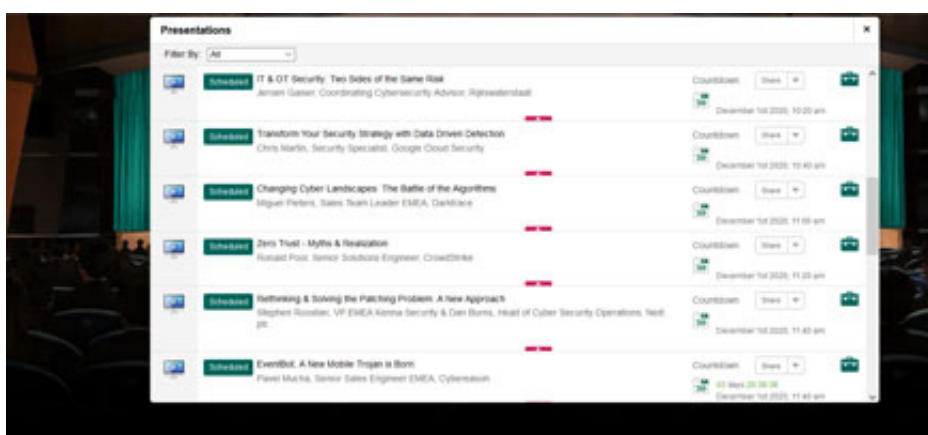 Presentations
Filter By: All
Scheduled IT & OT Security: Two Sides of the Same Risk Countdown Share
Jeroen Gaiser, Coordinating Cybersecurity Advisor, Rijkswaterstaat
December 1st 2020, 10:20 am
Scheduled Transform Your Security Strategy with Data Driven Detection Countdown Share
Chris Martin, Security Specialist, Google Cloud Security
December 1st 2020, 10:40 am
Scheduled Changing Cyber Landscapes: The Battle of the Algorithms Countdown Share
Miguel Pieters, Sales Team Leader EMEA, Darktrace
December 1st 2020, 11:00 am
Scheduled Zero Trust - Myths & Realization Countdown Share
Ronald Pool, Senior Solutions Engineer, CrowdStrike
December 1st 2020, 11:20 am
Scheduled Rethinking & Solving the Patching Problem: A New Approach Countdown Share
Stephen Roostan, VP EMEA Kenna Security & Dan Burns, Head of Cyber Security Operations, Next
plc
December 1st 2020, 11:40 am
Scheduled EventBot: A New Mobile Trojan is Born Countdown Share
Pavel Mucha, Senior Sales Engineer EMEA, Cybereason
days
December 1st 2020, 11:40 am